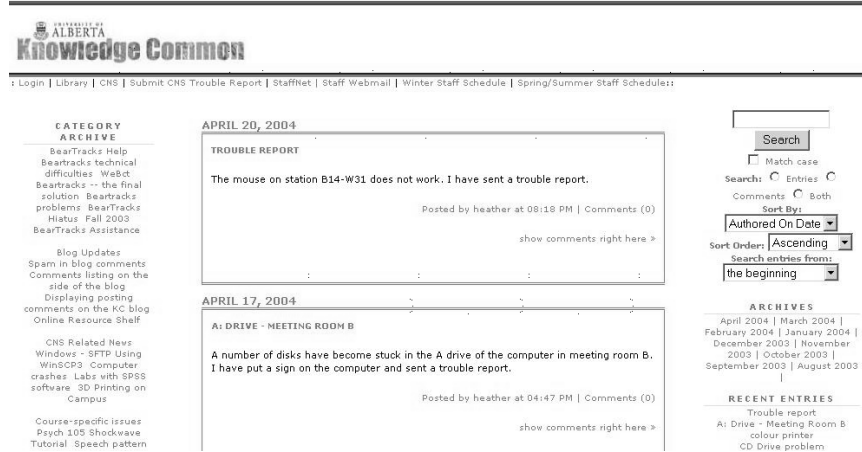 UNIVERSITY OF
ALBERTA
Knowledge Common
: Login | Library | CNS | Submit CNS Trouble Report | StaffNet | Staff Webmail | Winter Staff Schedule | Spring/Summer Staff Schedule::
CATEGORY
ARCHIVE
BearTracks Help
Beartracks technical
difficulties WeBct
Beartracks -- the final
solution Beartracks
problems BearTracks
Hiatus Fall 2003
BearTracks Assistance
Blog Updates
Spam in blog comments
Comments listing on the
side of the blog
Displaying posting
comments on the KC blog
Online Resource Shelf
CNS Related News
Windows - SFTP Using
WinSCP3 Computer
crashes Labs with SPSS
software 3D Printing on
Campus
Course-specific issues
Psych 105 Shockwave
Tutorial Speech pattern
APRIL 20, 2004
TROUBLE REPORT
The mouse on station B14-W31 does not work. I have sent a trouble report.
Posted by heather at 08:18 PM | Comments (0)
show comments right here »
APRIL 17, 2004
A: DRIVE - MEETING ROOM B
A number of disks have become stuck in the A drive of the computer in meeting room B.
I have put a sign on the computer and sent a trouble report.
Posted by heather at 04:47 PM | Comments (0)
show comments right here »
Search
Match case
Search: Entries
Comments Both
Sort By:
Authored On Date
Sort Order: Ascending
Search entries from:
the beginning
ARCHIVES
April 2004 | March 2004 |
February 2004 | January 2004 |
December 2003 | November
2003 | October 2003 |
September 2003 | August 2003
|
RECENT ENTRIES
Trouble report
A: Drive - Meeting Room B
colour printer
CD Drive problem